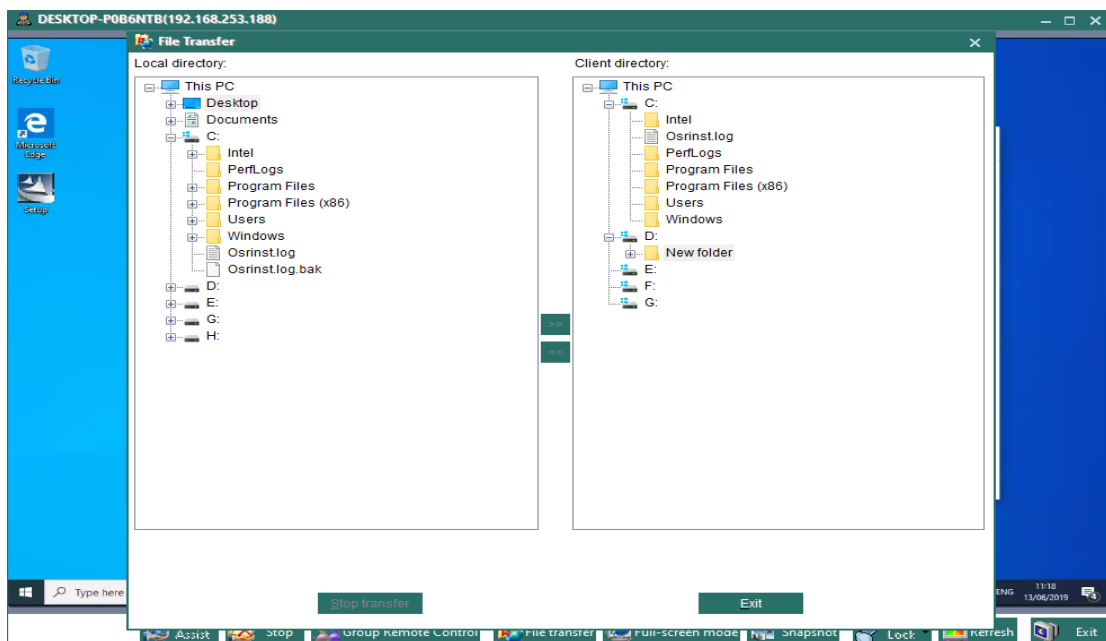 DESKTOP-P0B6NTB(192.168.253.188)
File Transfer
Local directory:
This PC
Desktop
Documents
C:
Intel
PerfLogs
Program Files
Program Files (x86)
Users
Windows
Osrinst.log
Osrinst.log.bak
D:
E:
G:
H:
>>
<<
Client directory:
This PC
C:
Intel
Osrinst.log
PerfLogs
Program Files
Program Files (x86)
Users
Windows
D:
New folder
E:
F:
G:
Stop transfer
Exit
Recycle Bin
Microsoft
Edge
Setup
Type here
ENG
11:18
13/06/2019
4
Assist
Stop
Group Remote Control
File transfer
Full-screen mode
Snapshot
Lock
Refresh
Exit